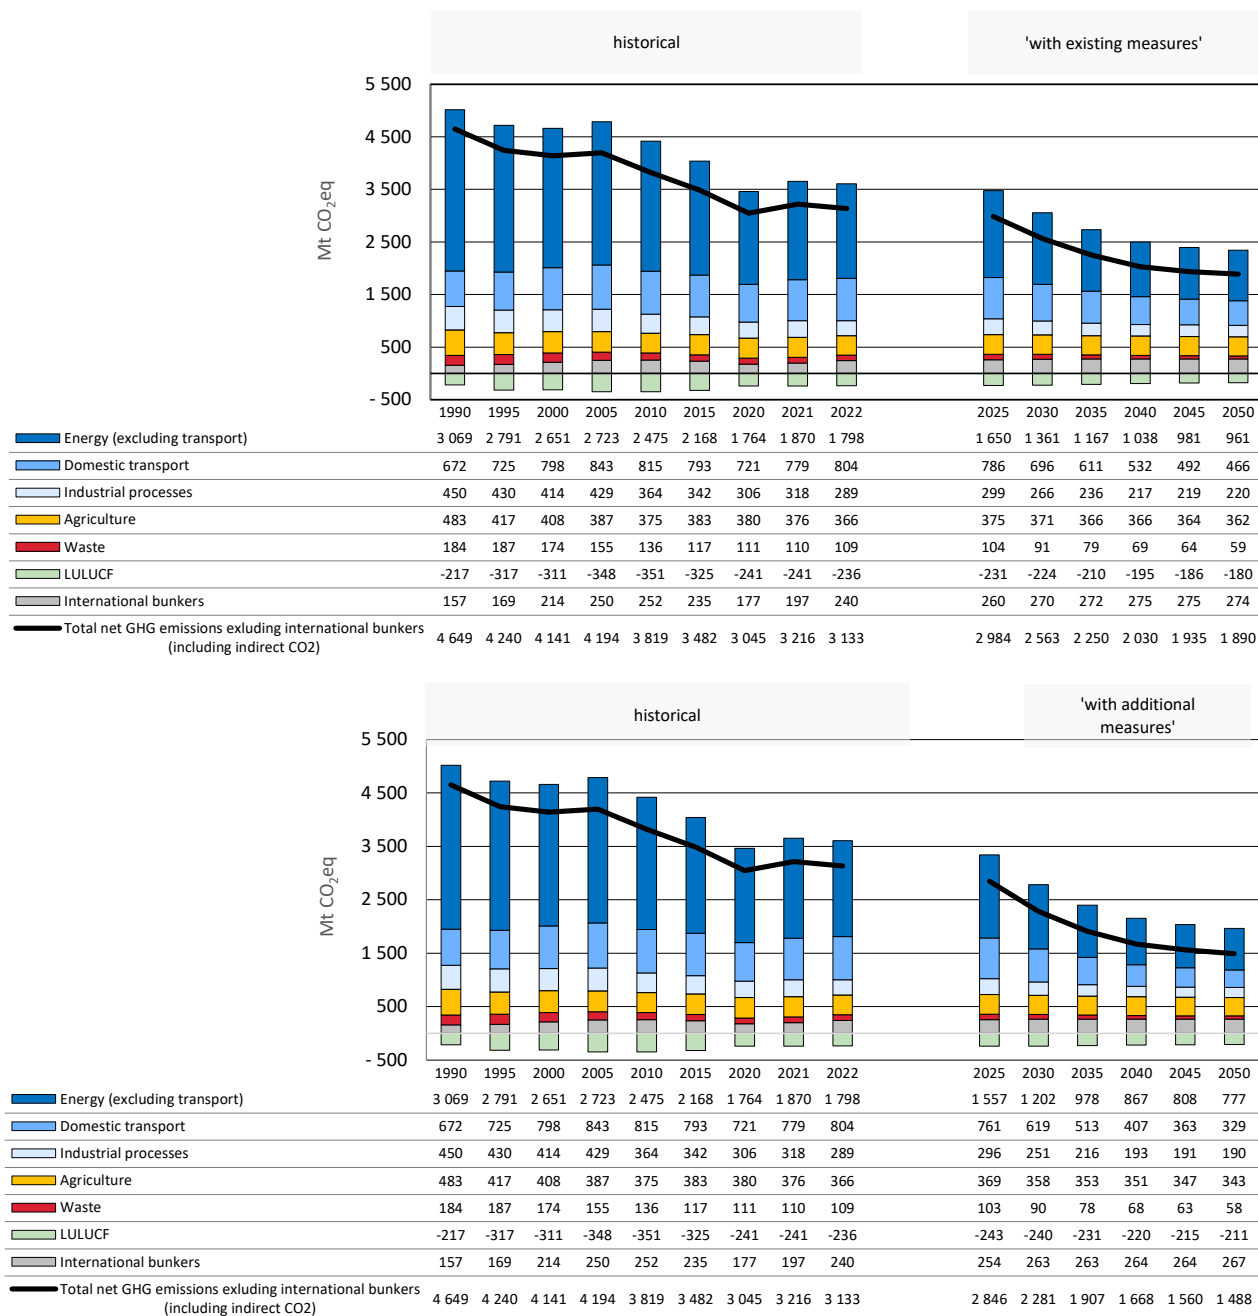 historical
'with existing measures'
5 500
4 500
3 500
2 500
1 500
500
- 500
Mt CO₂eq
1990 1995 2000 2005 2010 2015 2020 2021 2022 2025 2030 2035 2040 2045 2050
Energy (excluding transport) 3 069 2 791 2 651 2 723 2 475 2 168 1 764 1 870 1 798 1 650 1 361 1 167 1 038 981 961
Domestic transport 672 725 798 843 815 793 721 779 804 786 696 611 532 492 466
Industrial processes 450 430 414 429 364 342 306 318 289 299 266 236 217 219 220
Agriculture 483 417 408 387 375 383 380 376 366 375 371 366 366 364 362
Waste 184 187 174 155 136 117 111 110 109 104 91 79 69 64 59
LULUCF -217 -317 -311 -348 -351 -325 -241 -241 -236 -231 -224 -210 -195 -186 -180
International bunkers 157 169 214 250 252 235 177 197 240 260 270 272 275 275 274
Total net GHG emissions exluding international bunkers
(including indirect CO2) 4 649 4 240 4 141 4 194 3 819 3 482 3 045 3 216 3 133 2 984 2 563 2 250 2 030 1 935 1 890
historical
'with additional
measures'
5 500
4 500
3 500
2 500
1 500
500
- 500
Mt CO₂eq
1990 1995 2000 2005 2010 2015 2020 2021 2022 2025 2030 2035 2040 2045 2050
Energy (excluding transport) 3 069 2 791 2 651 2 723 2 475 2 168 1 764 1 870 1 798 1 557 1 202 978 867 808 777
Domestic transport 672 725 798 843 815 793 721 779 804 761 619 513 407 363 329
Industrial processes 450 430 414 429 364 342 306 318 289 296 251 216 193 191 190
Agriculture 483 417 408 387 375 383 380 376 366 369 358 353 351 347 343
Waste 184 187 174 155 136 117 111 110 109 103 90 78 68 63 58
LULUCF -217 -317 -311 -348 -351 -325 -241 -241 -236 -243 -240 -231 -220 -215 -211
International bunkers 157 169 214 250 252 235 177 197 240 254 263 263 264 264 267
Total net GHG emissions exluding international bunkers
(including indirect CO2) 4 649 4 240 4 141 4 194 3 819 3 482 3 045 3 216 3 133 2 846 2 281 1 907 1 668 1 560 1 488